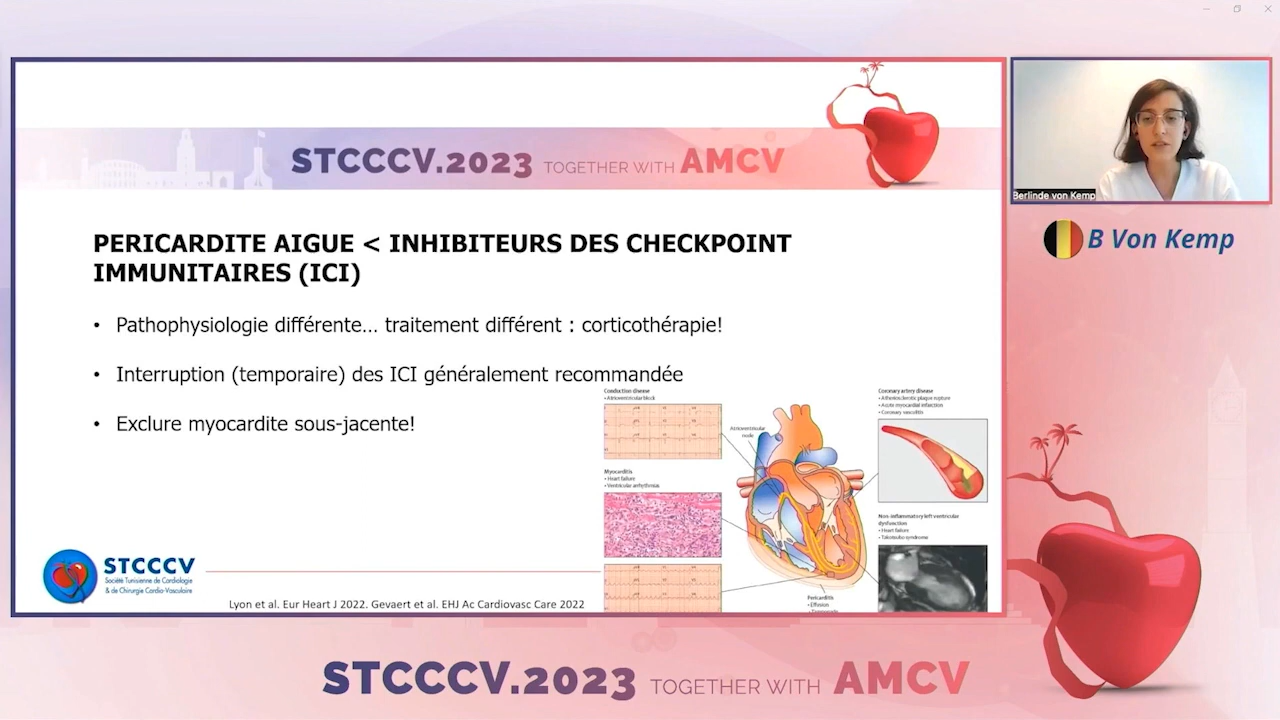 STCCCV.2023 TOGETHER WITH AMCV
PERICARDITE AIGUE < INHIBITEURS DES CHECKPOINT
IMMUNITAIRES (ICI)
• Pathophysiologie différente... traitement différent : corticothérapie!
• Interruption (temporaire) des ICI généralement recommandée
• Exclure myocardite sous-jacente!
Conduction disease
• Atrioventricular block
Atrioventricular
node
Coronary artery disease
• Atherosclerotic plaque rupture
• Acute myocardial infarction
• Coronary vasculitis
Myocarditis
• Heart failure
• Ventricular arrhythmias
Non-inflammatory left ventricular
dysfunction
• Heart failure
• Takotsubo syndrome
Pericarditis
• Effusion
STCCCV
Société Tunisienne de Cardiologie
& de Chirurgie Cardio-Vasculaire
Lyon et al. Eur Heart J 2022. Gevaert et al. EHJ Ac Cardiovasc Care 2022
Berlinde von Kemp
B Von Kemp
STCCCV.2023 TOGETHER WITH AMCV